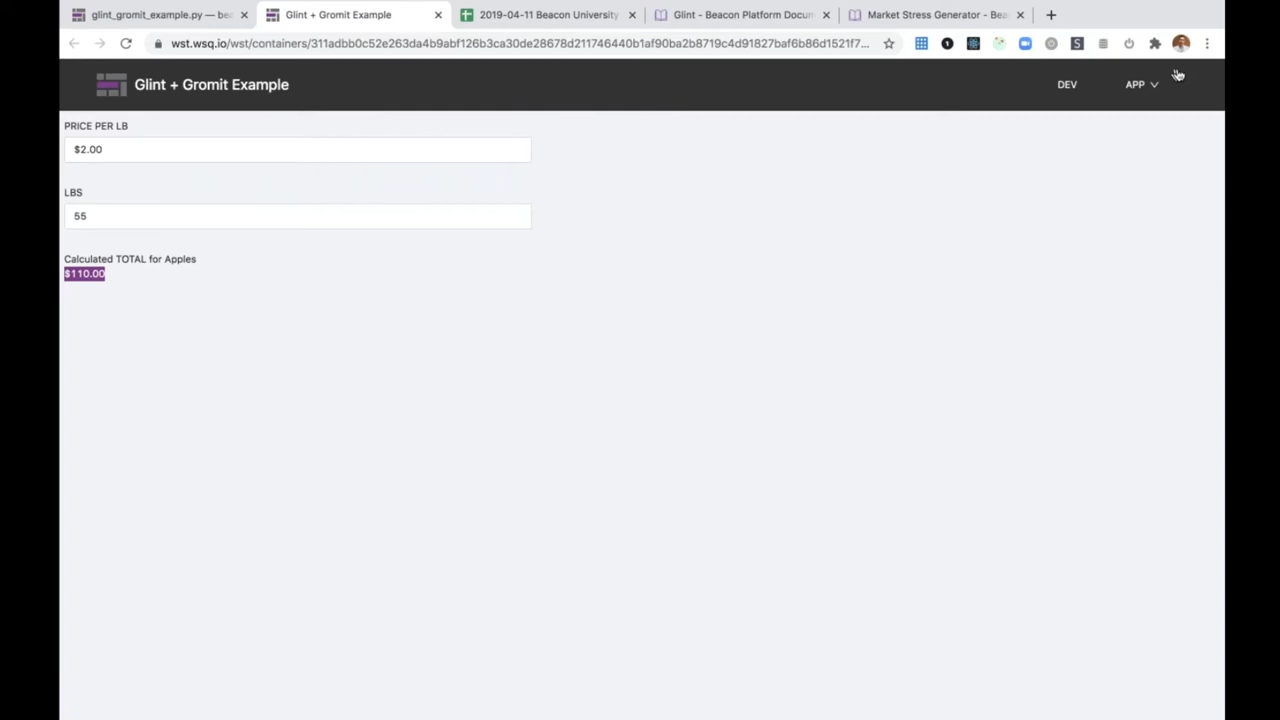 glint_gromit_example.py — bea
Glint + Gromit Example
2019-04-11 Beacon University
Glint - Beacon Platform Docum
Market Stress Generator - Bea
wst.wsq.io/wst/containers/311adbb0c52e263da4b9abf126b3ca30de28678d211746440b1af90ba2b8719c4d91827baf6b86d1521f7...
Glint + Gromit Example
DEV
APP
PRICE PER LB
$2.00
LBS
55
Calculated TOTAL for Apples
$110.00